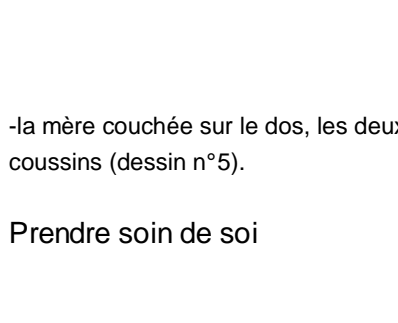 -la mère couchée sur le dos, les deux
coussins (dessin n°5).
Prendre soin de soi